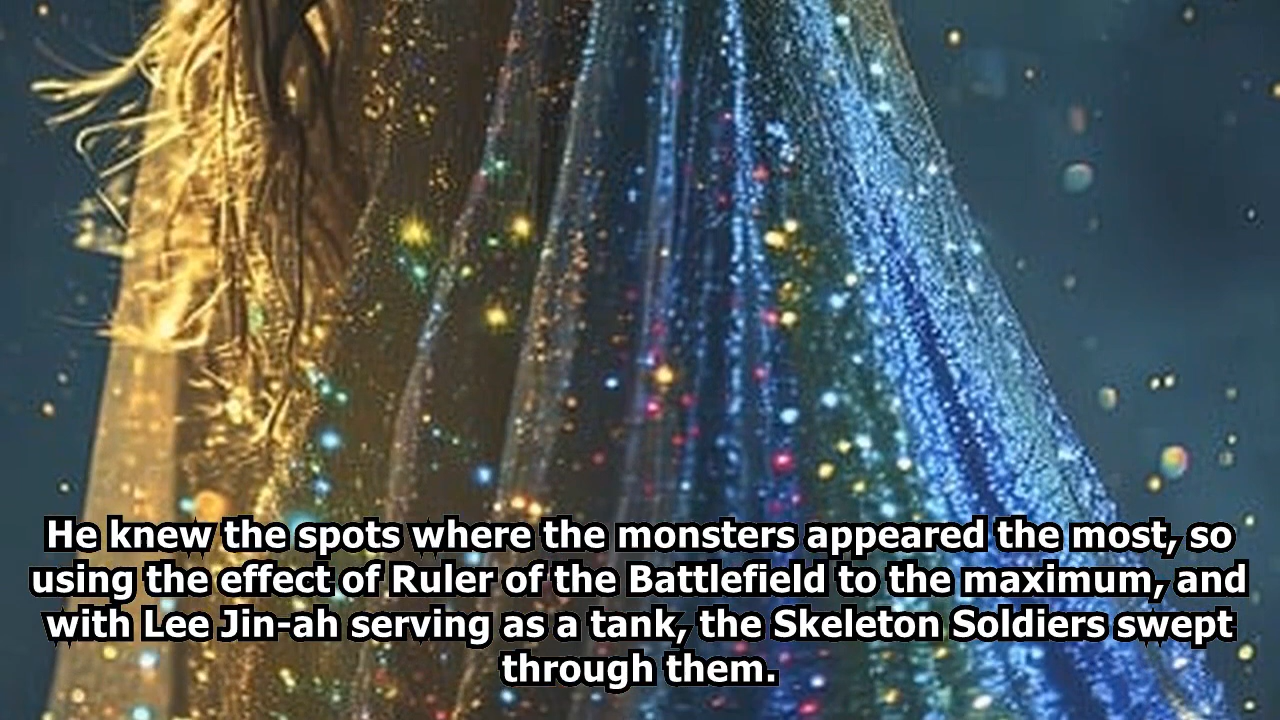 He knew the spots where the monsters appeared the most, so
using the effect of Ruler of the Battlefield to the maximum, and
with Lee Jin-ah serving as a tank, the Skeleton Soldiers swept
through them.